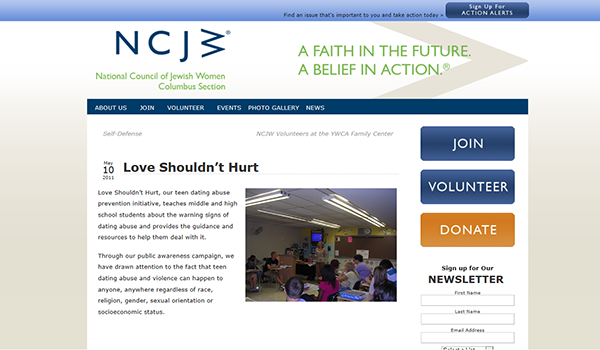 Find an issue that's important to you and take action today »
Sign Up For
ACTION ALERTS
NCJW®
National Council of Jewish Women
Columbus Section
A FAITH IN THE FUTURE.
A BELIEF IN ACTION.®
ABOUT US JOIN VOLUNTEER EVENTS PHOTO GALLERY NEWS
Self-Defense
NCJW Volunteers at the YWCA Family Center
May
10
2011
Love Shouldn't Hurt
Love Shouldn't Hurt, our teen dating abuse
prevention initiative, teaches middle and high
school students about the warning signs of
dating abuse and provides the guidance and
resources to help them deal with it.
Through our public awareness campaign, we
have drawn attention to the fact that teen
dating abuse and violence can happen to
anyone, anywhere regardless of race,
religion, gender, sexual orientation or
socioeconomic status.
JOIN
VOLUNTEER
DONATE
Sign up for Our
NEWSLETTER
First Name
Last Name
Email Address